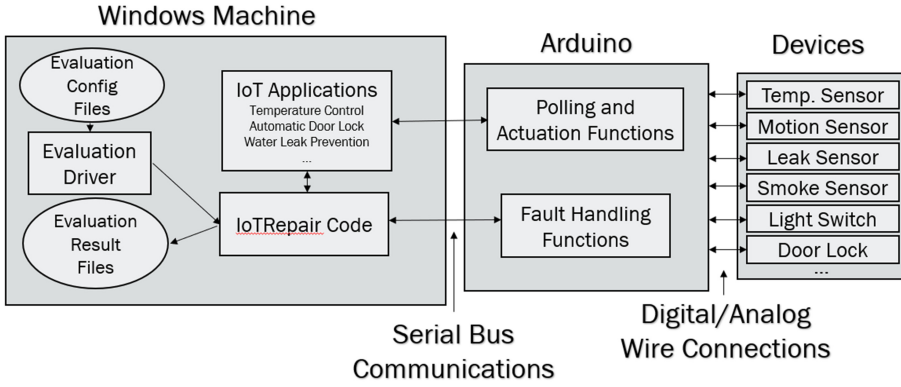 Windows Machine
Evaluation
Config
Files
Evaluation
Driver
Evaluation
Result
Files
IoT Applications
Temperature Control
Automatic Door Lock
Water Leak Prevention
...
IoTRepair Code
Arduino
Polling and
Actuation Functions
Fault Handling
Functions
Devices
Temp. Sensor
Motion Sensor
Leak Sensor
Smoke Sensor
Light Switch
Door Lock
...
Serial Bus
Communications
Digital/Analog
Wire Connections